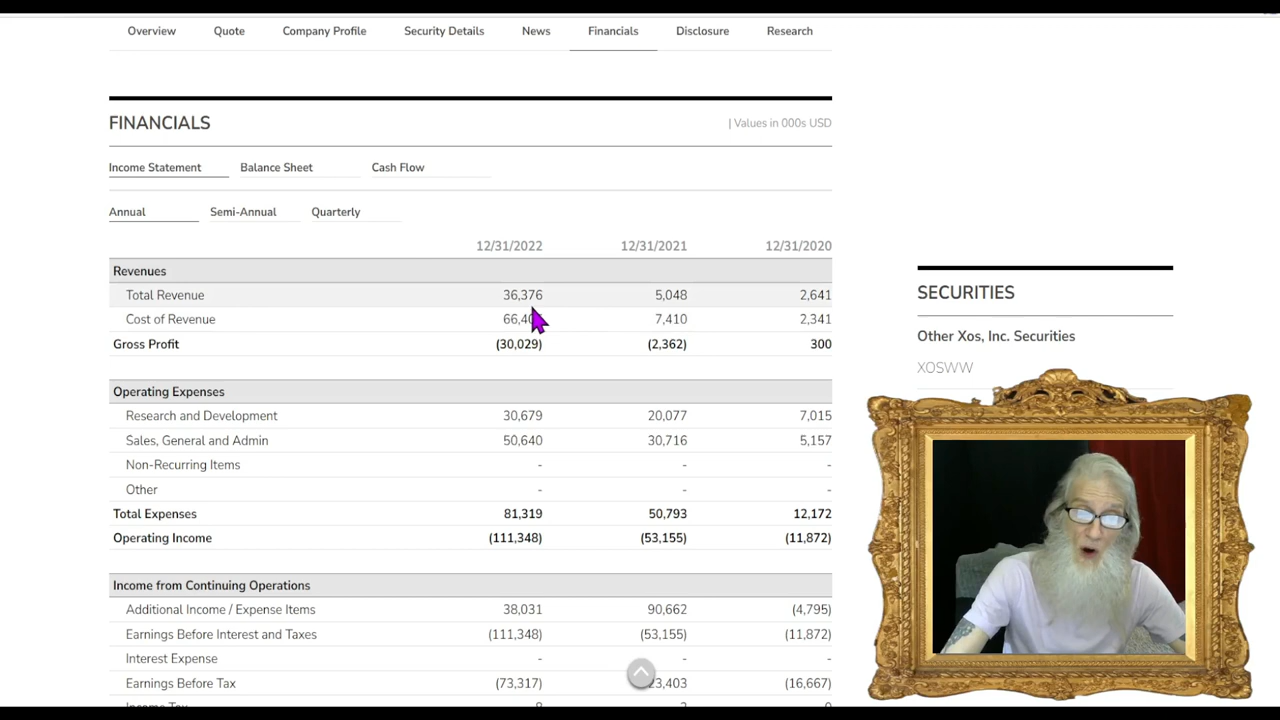 Overview Quote Company Profile Security Details News Financials Disclosure Research
FINANCIALS | Values in 000s USD
Income Statement Balance Sheet Cash Flow
Annual Semi-Annual Quarterly
12/31/2022 12/31/2021 12/31/2020
Revenues
Total Revenue 36,376 5,048 2,641
Cost of Revenue 7,410 2,341
Gross Profit (30,029) (2,362) 300
Operating Expenses
Research and Development 30,679 20,077 7,015
Sales, General and Admin 50,640 30,716 5,157
Non-Recurring Items - - -
Other - - -
Total Expenses 81,319 50,793 12,172
Operating Income (111,348) (53,155) (11,872)
Income from Continuing Operations
Additional Income / Expense Items 38,031 90,662 (4,795)
Earnings Before Interest and Taxes (111,348) (53,155) (11,872)
Interest Expense - - -
Earnings Before Tax (73,317) (16,667)
SECURITIES
Other Xos, Inc. Securities
XOSWW